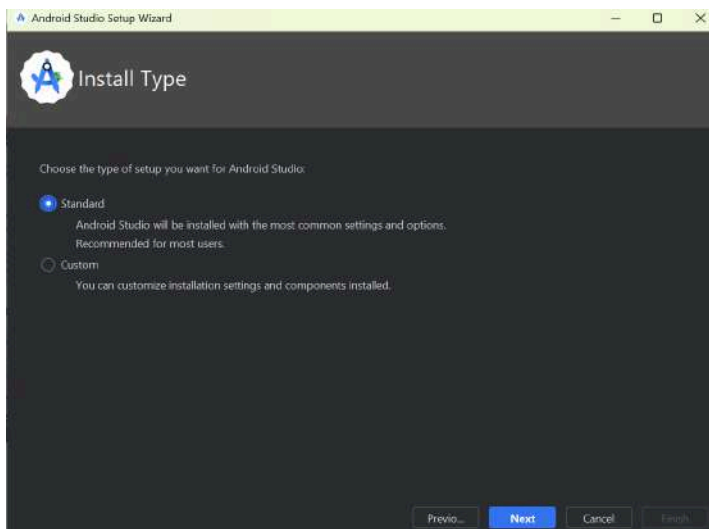 Android Studio Setup Wizard
Install Type
Choose the type of setup you want for Android Studio:
Standard
Android Studio will be installed with the most common settings and options.
Recommended for most users.
Custom
You can customize installation settings and components installed.
Previo... Next Cancel Finish